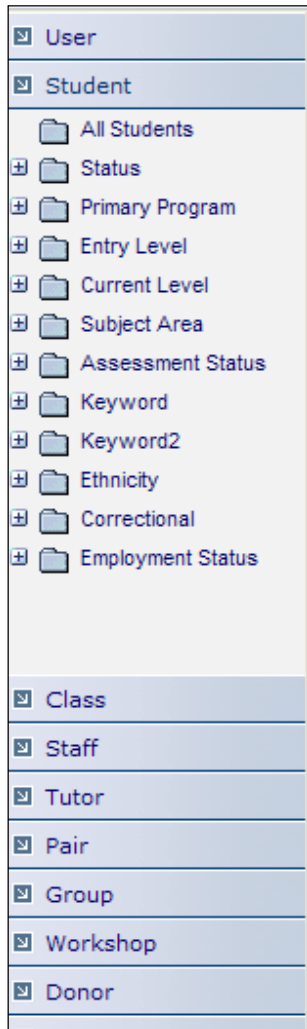 User
Student
All Students
Status
Primary Program
Entry Level
Current Level
Subject Area
Assessment Status
Keyword
Keyword2
Ethnicity
Correctional
Employment Status
Class
Staff
Tutor
Pair
Group
Workshop
Donor